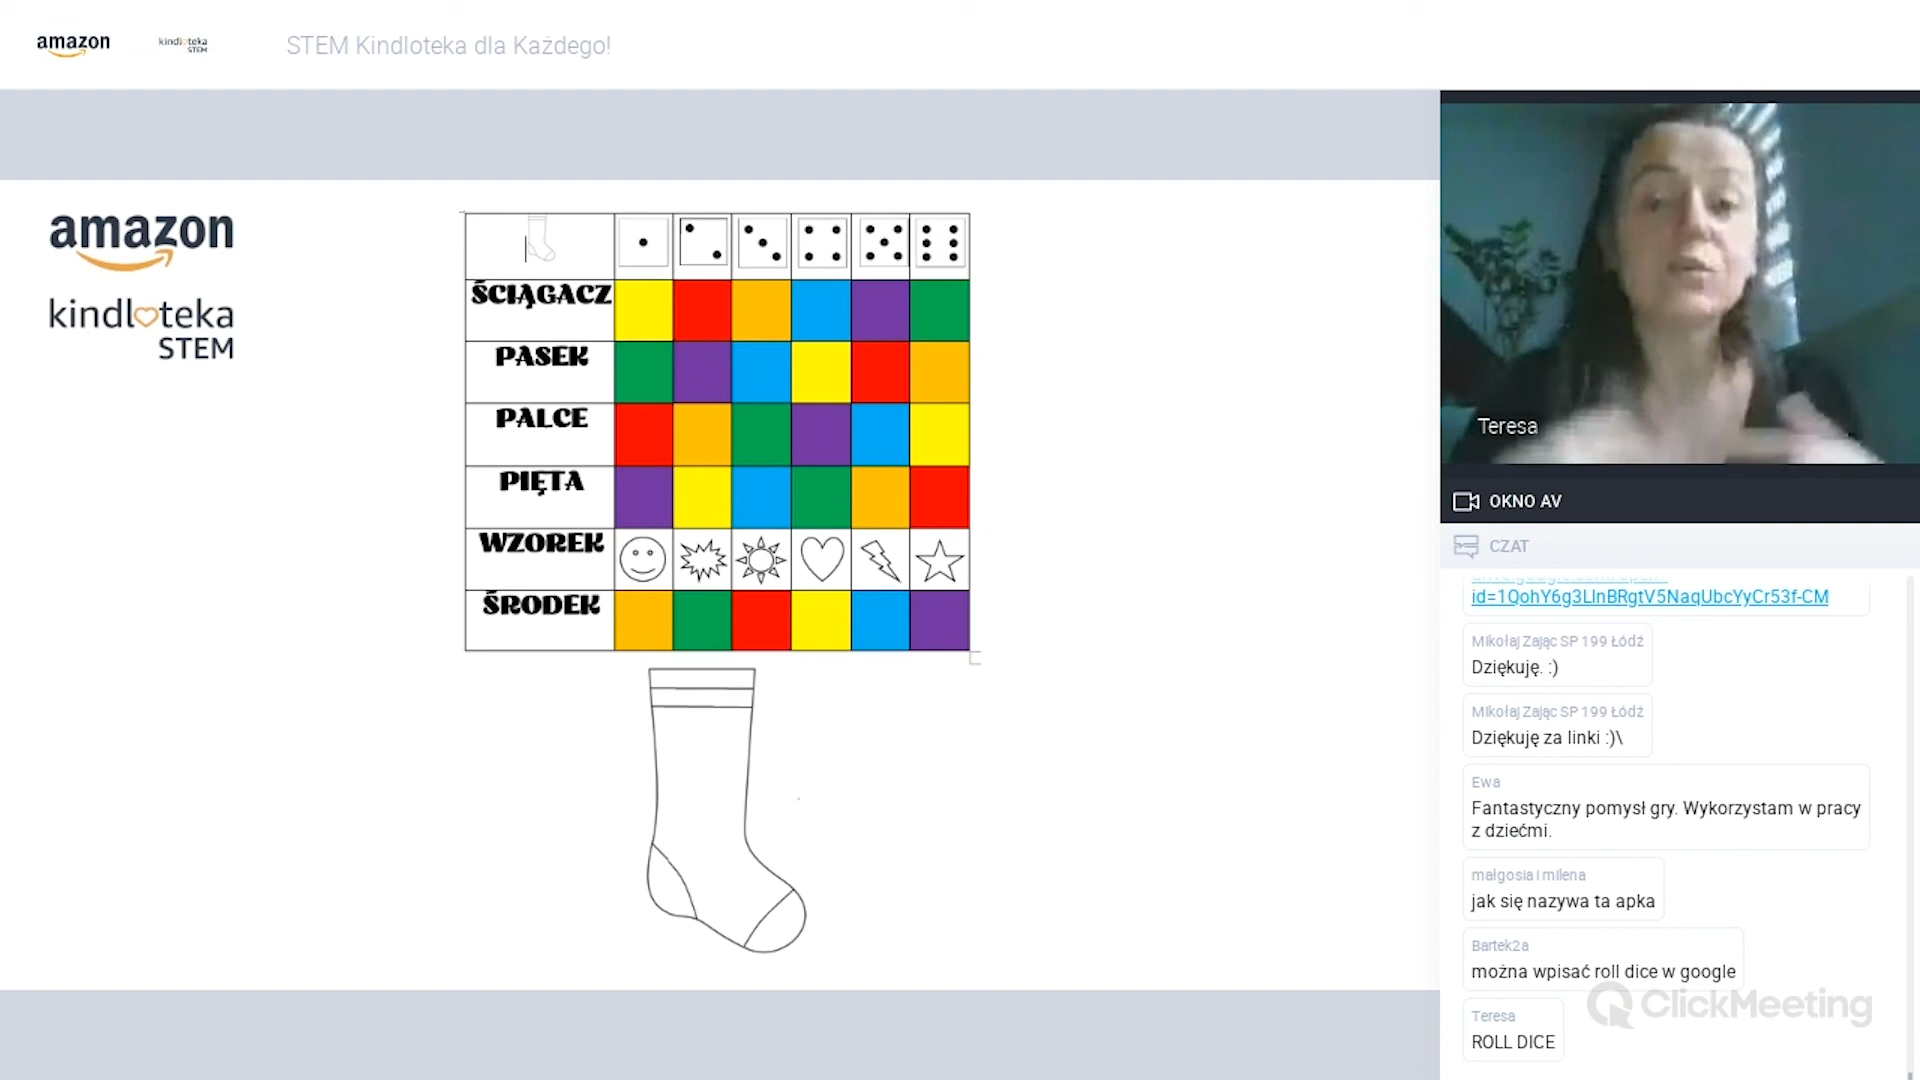 amazon
kindloteka
STEM
STEM Kindloteka dla Każdego!
amazon
kindloteka
STEM
ŚCIĄGACZ
PASEK
PALCE
PIĘTA
WZOREK
ŚRODEK
Teresa
OKNO AV
CZAT
id=1QohY6g3LlnBRgtV5NaqUbcYyCr53f-CM
Mikołaj Zając SP 199 Łódź
Dziękuję. :)
Mikołaj Zając SP 199 Łódź
Dziękuję za linki :)\
Ewa
Fantastyczny pomysł gry. Wykorzystam w pracy
z dziećmi.
małgosia i milena
jak się nazywa ta apka
Bartek2a
można wpisać roll dice w google
ClickMeeting
Teresa
ROLL DICE